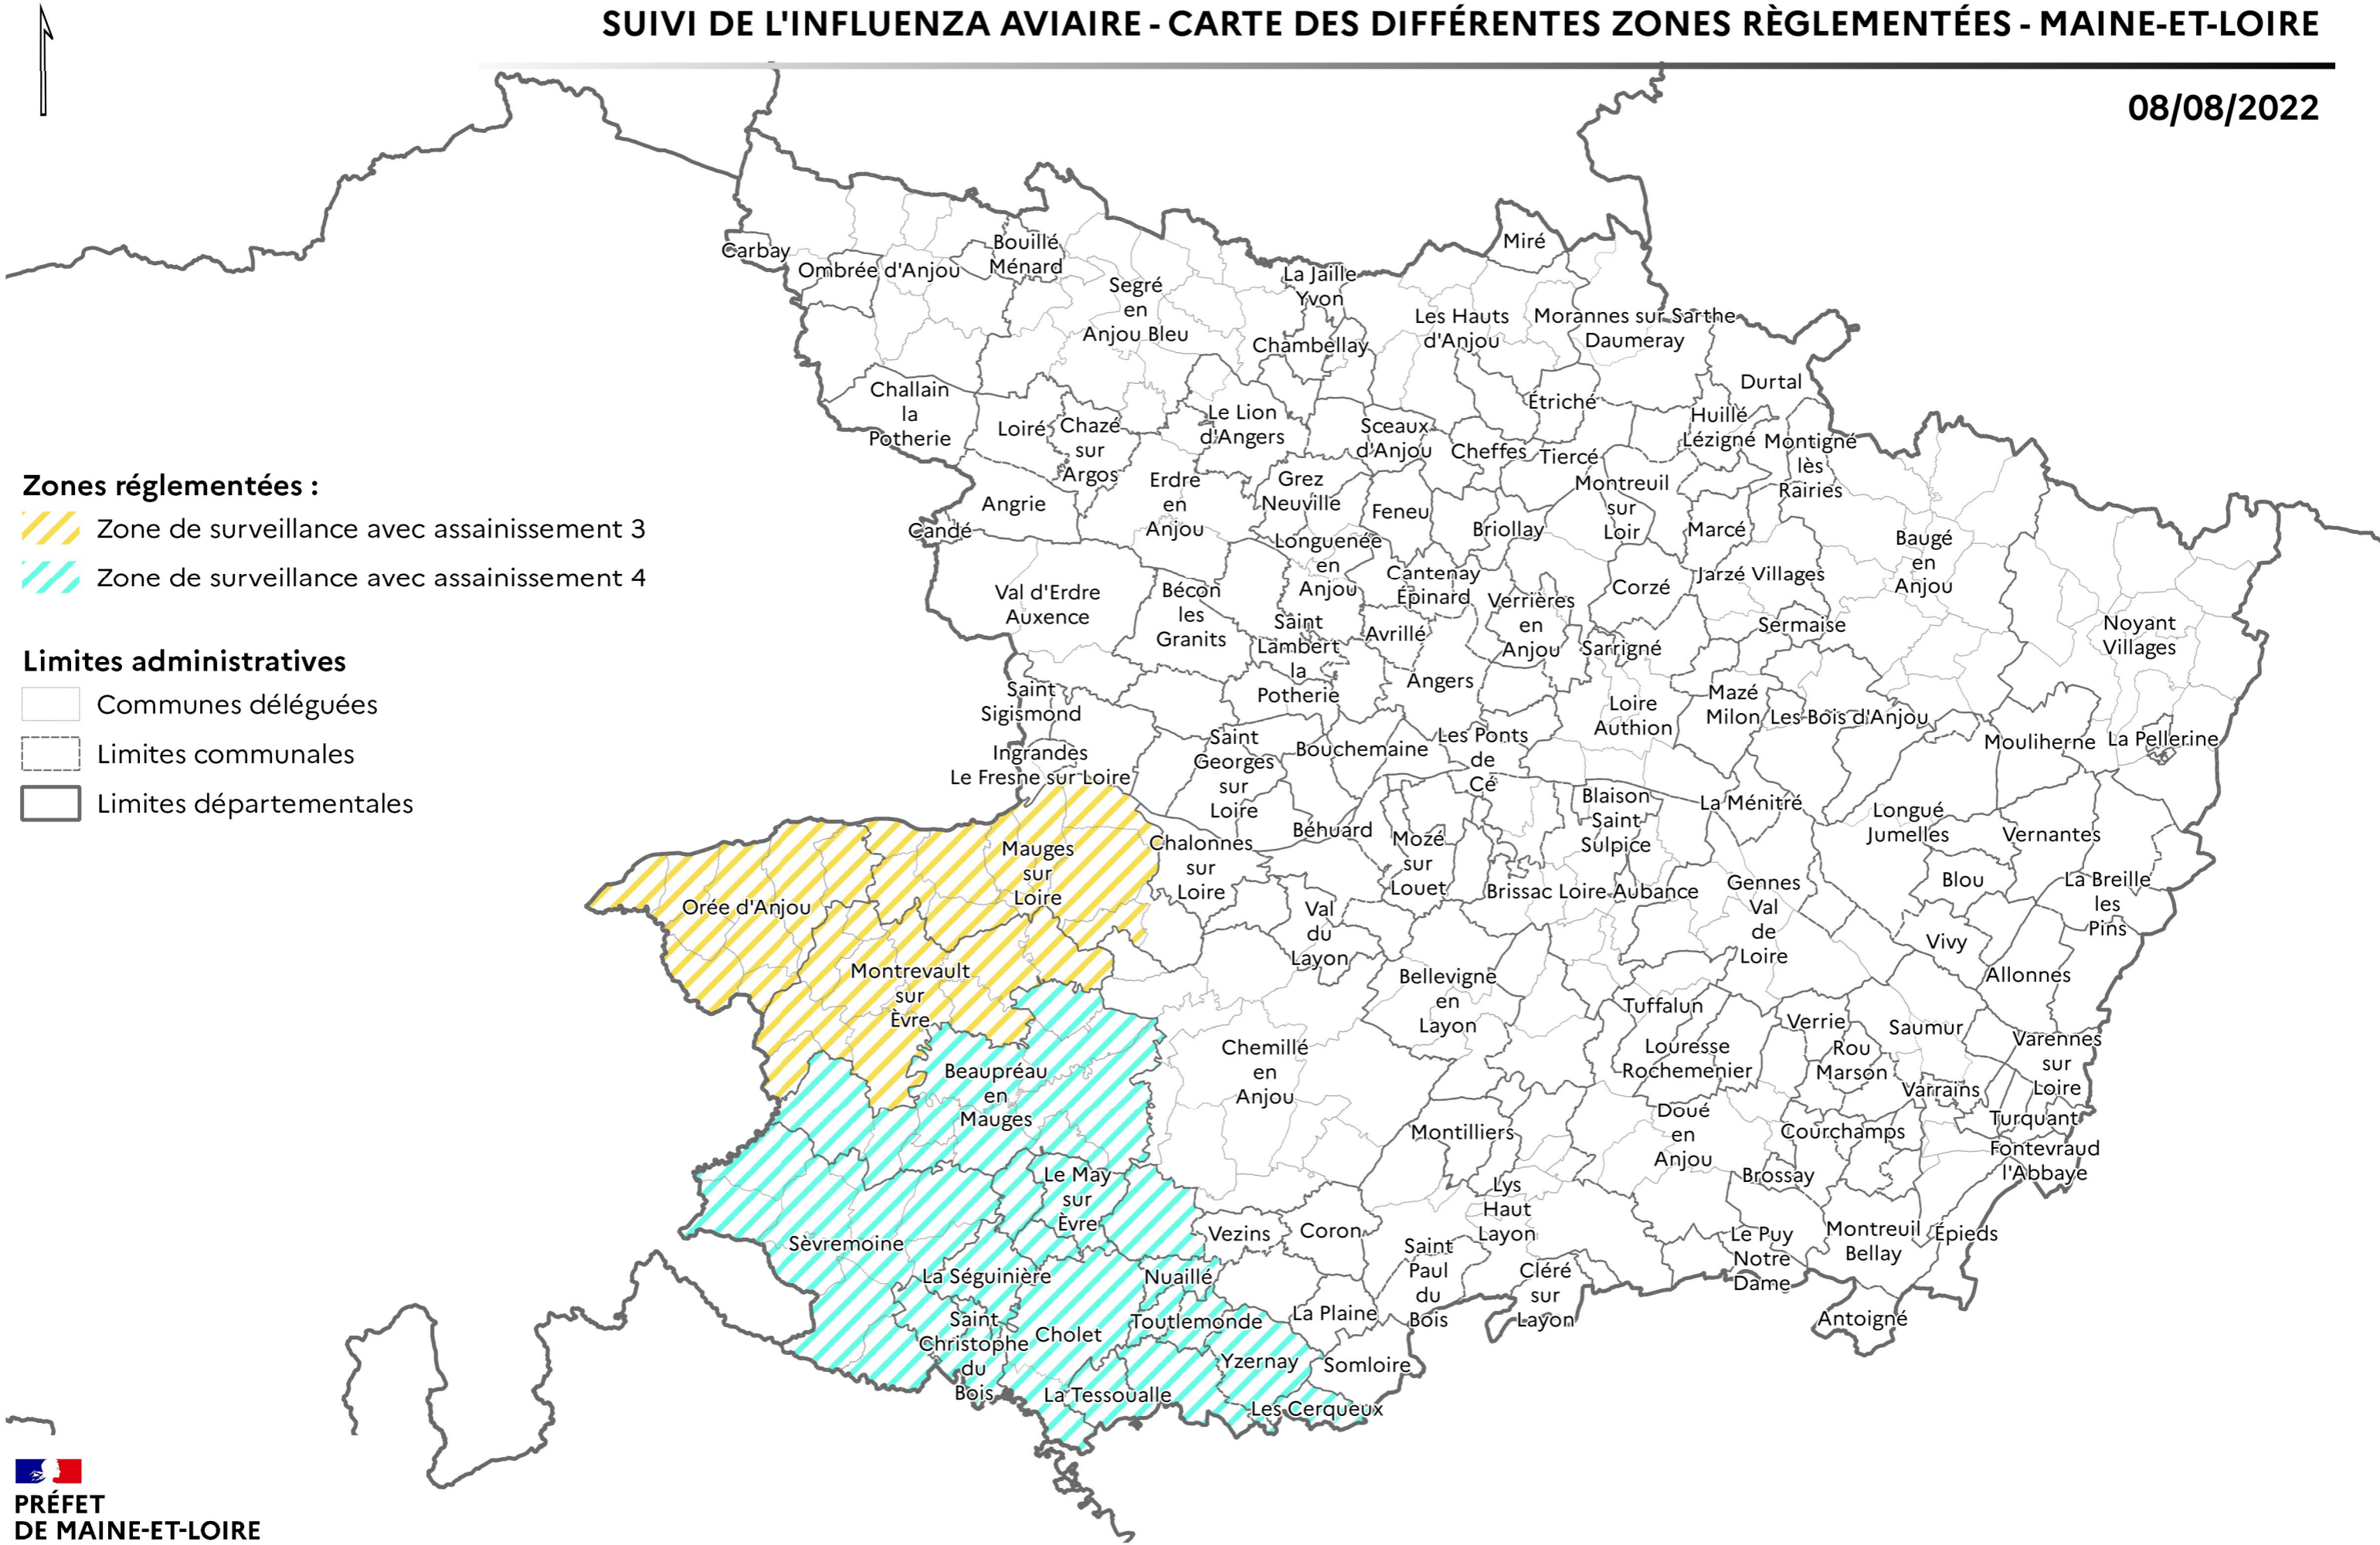 SUIVI DE L'INFLUENZA AVIAIRE - CARTE DES DIFFÉRENTES ZONES RÈGLEMENTÉES - MAINE-ET-LOIRE
08/08/2022
Zones réglementées :
Zone de surveillance avec assainissement 3
Zone de surveillance avec assainissement 4
Limites administratives
Communes déléguées
Limites communales
Limites départementales
Carbay
Ombrée d'Anjou
Bouillé
Ménard
Segré
en
Anjou Bleu
La Jaille
Yvon
Chambellay
Miré
Les Hauts
d'Anjou
Morannes sur Sarthe
Daumeray
Durtal
Challain
la
Potherie
Loiré
Chazé
sur
Argos
Le Lion
d'Angers
Sceaux
d'Anjou
Étriché
Cheffes
Tiercé
Huillé
Lézigné
Montigné
lès
Rairies
Angrie
Candé
Erdre
en
Anjou
Grez
Neuville
Feneu
Briollay
Montreuil
sur
Loir
Marcé
Baugé
en
Anjou
Longuenée
en
Anjou
Cantenay
Épinard
Corzé
Jarzé Villages
Val d'Erdre
Auxence
Bécon
les
Granits
Saint
Lambert
la
Potherie
Avrillé
Verrières
en
Anjou
Sarrigné
Sermaise
Noyant
Villages
Angers
Saint
Sigismond
Loire
Authion
Mazé
Milon
Les Bois d'Anjou
Mouliherne
La Pellerine
Ingrandes
Le Fresne sur Loire
Saint
Georges
sur
Loire
Bouchemaine
Les Ponts
de
Cé
Blaison
Saint
Sulpice
La Ménitré
Longué
Jumelles
Vernantes
Mauges
sur
Loire
Chalonnes
sur
Loire
Béhuard
Mozé
sur
Louet
Brissac Loire Aubance
Gennes
Val
de
Loire
Blou
La Breille
les
Pins
Orée d'Anjou
Val
du
Layon
Vivy
Allonnes
Montrevault
sur
Èvre
Bellevigne
en
Layon
Tuffalun
Verrie
Saumur
Varennes
sur
Loire
Beaupréau
en
Mauges
Chemillé
en
Anjou
Louresse
Rochemenier
Rou
Marson
Varrains
Turquant
Montilliers
Doué
en
Anjou
Courchamps
Fontevraud
l'Abbaye
Le May
sur
Èvre
Lys
Haut
Layon
Brossay
Sèvremoine
Vezins
Coron
Saint
Paul
du
Bois
Cléré
sur
Layon
Le Puy
Notre
Dame
Montreuil
Bellay
Épieds
La Séguinière
Nuaillé
Saint
Christophe
du
Bois
Cholet
Toutlemonde
La Plaine
Antoigné
Yzernay
Somloire
La Tessoualle
Les Cerqueux
PRÉFET
DE MAINE-ET-LOIRE